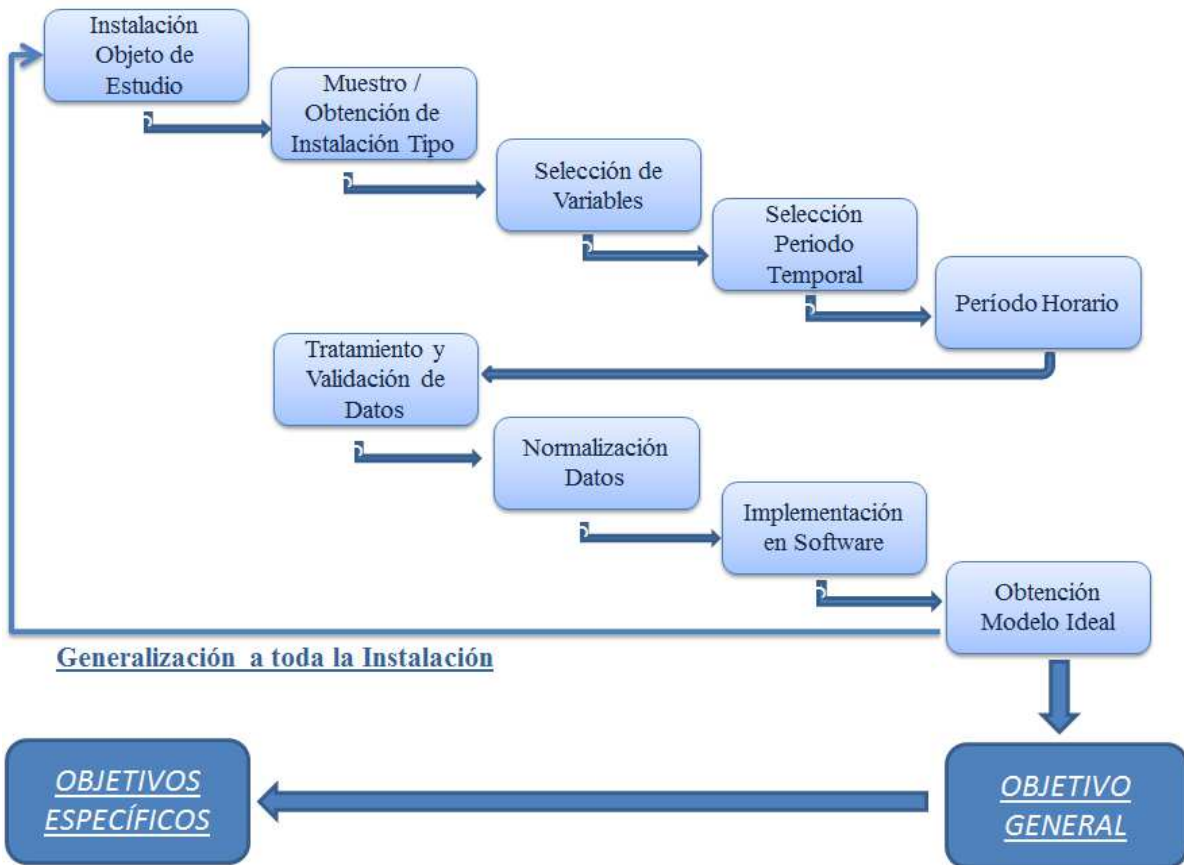 Instalación
Objeto de
Estudio
Muestro /
Obtención de
Instalación Tipo
Selección de
Variables
Selección
Periodo
Temporal
Período Horario
Tratamiento y
Validación de
Datos
Normalización
Datos
Implementación
en Software
Obtención
Modelo Ideal
Generalización a toda la Instalación
OBJETIVOS
ESPECÍFICOS
OBJETIVO
GENERAL